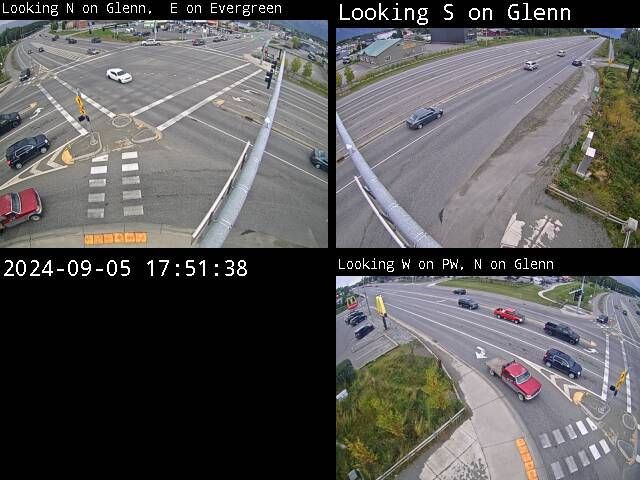 Looking N on Glenn, E on Evergreen
Looking S on Glenn
2024-09-05 17:51:38
Looking W on PW, N on Glenn